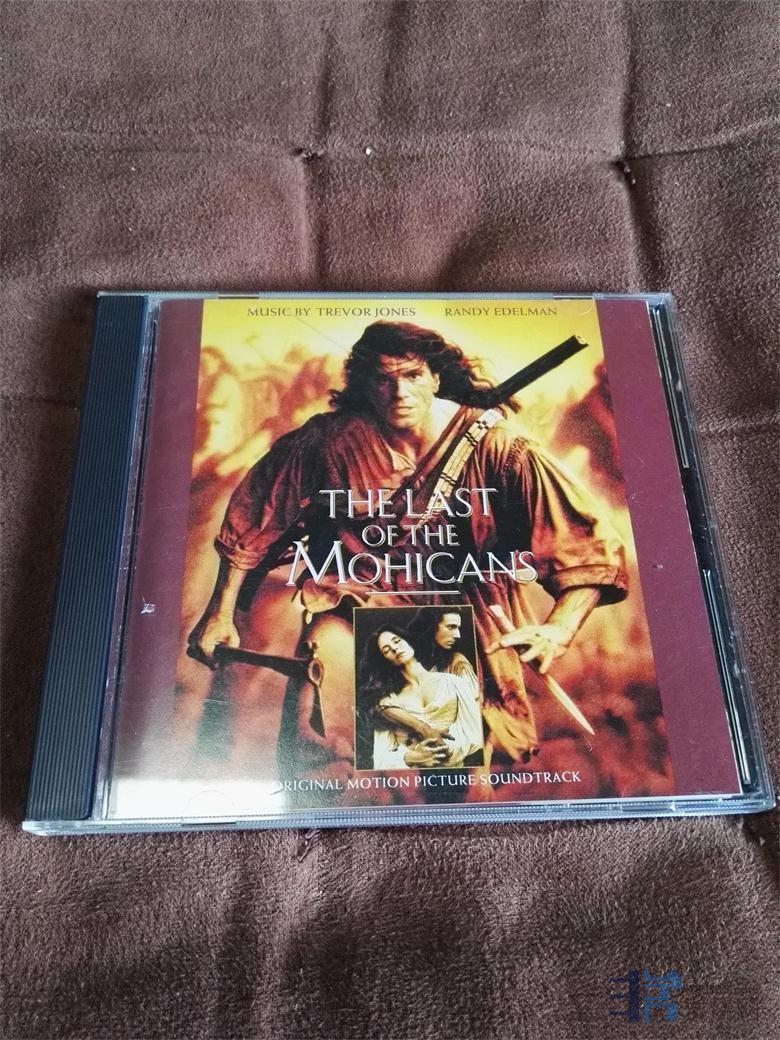 MUSIC BY TREVOR JONES RANDY EDELMAN
THE LAST
OF THE
MOHICANS
ORIGINAL MOTION PICTURE SOUNDTRACK